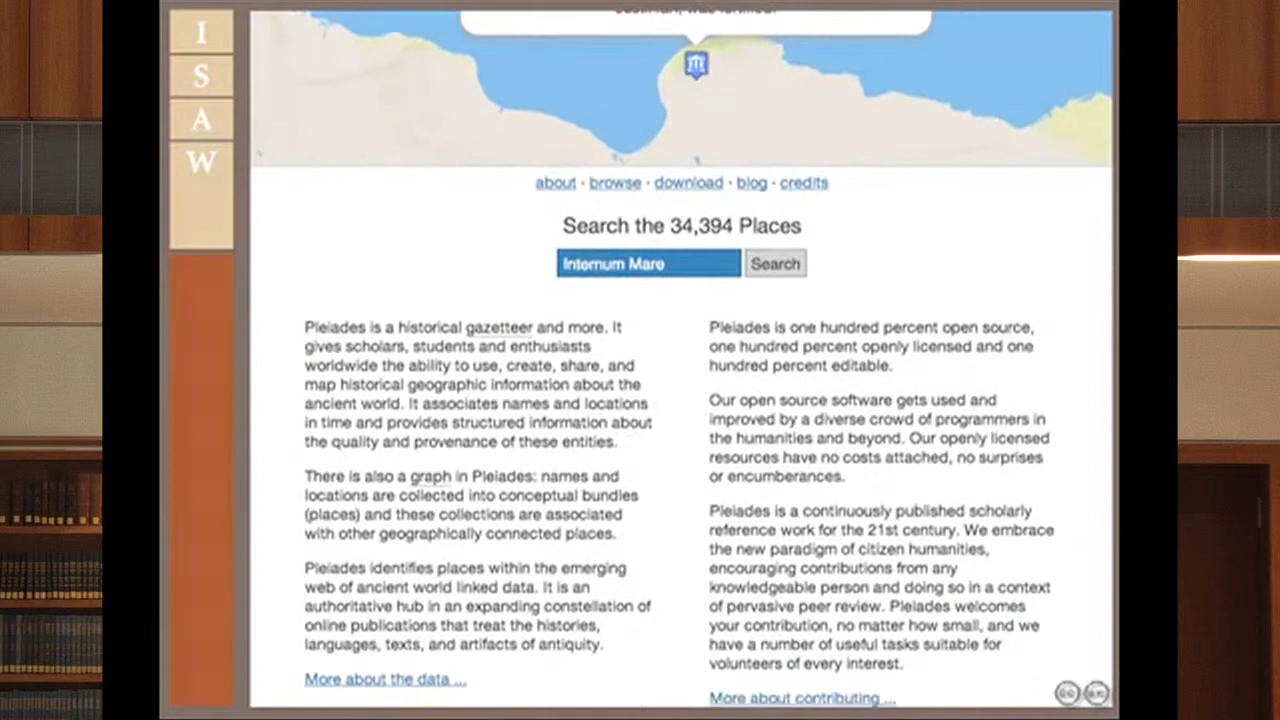 I
S
A
W
about · browse · download · blog · credits
Search the 34,394 Places
Internum Mare
Search
Pleiades is a historical gazetteer and more. It
gives scholars, students and enthusiasts
worldwide the ability to use, create, share, and
map historical geographic information about the
ancient world. It associates names and locations
in time and provides structured information about
the quality and provenance of these entities.
There is also a graph in Pleiades: names and
locations are collected into conceptual bundles
(places) and these collections are associated
with other geographically connected places.
Pleiades identifies places within the emerging
web of ancient world linked data. It is an
authoritative hub in an expanding constellation of
online publications that treat the histories,
languages, texts, and artifacts of antiquity.
More about the data ...
Pleiades is one hundred percent open source,
one hundred percent openly licensed and one
hundred percent editable.
Our open source software gets used and
improved by a diverse crowd of programmers in
the humanities and beyond. Our openly licensed
resources have no costs attached, no surprises
or encumberances.
Pleiades is a continuously published scholarly
reference work for the 21st century. We embrace
the new paradigm of citizen humanities,
encouraging contributions from any
knowledgeable person and doing so in a context
of pervasive peer review. Pleiades welcomes
your contribution, no matter how small, and we
have a number of useful tasks suitable for
volunteers of every interest.
More about contributing ...